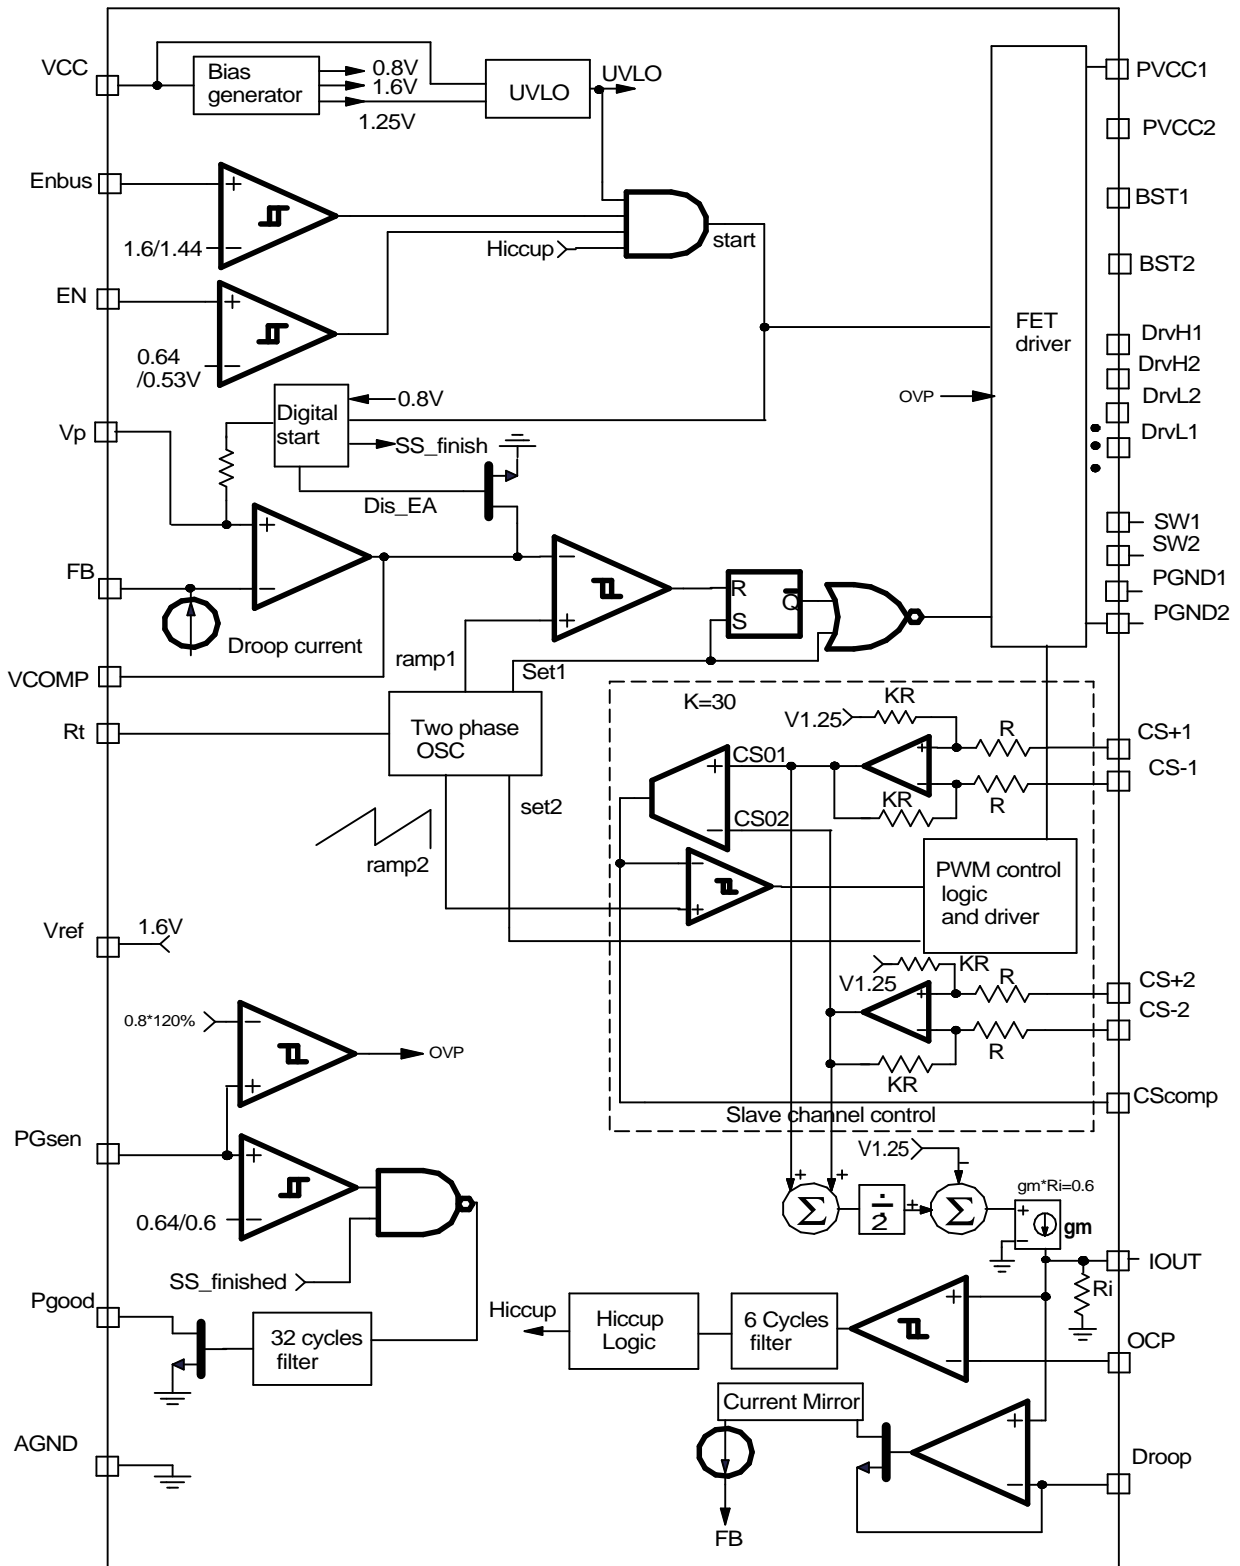 VCC
Bias
generator
0.8V
1.6V
1.25V
UVLO
UVLO
PVCC1
PVCC2
Enbus
+
1.6/1.44
−
BST1
Hiccup
start
BST2
EN
+
0.64
/0.53V
−
FET
driver
DrvH1
DrvH2
DrvL2
DrvL1
OVP
Digital
start
0.8V
SS_finish
Vp
Dis_EA
+
−
FB
Droop current
−
+
R
S
Q
SW1
SW2
PGND1
PGND2
VCOMP
ramp1
Set1
Rt
Two phase
OSC
set2
ramp2
K=30
KR
V1.25
R
CS+1
CS-1
+
−
KR
R
CS01
+
CS02
−
−
+
PWM control
logic
and driver
Vref
1.6V
KR
V1.25
R
CS+2
CS-2
+
−
KR
R
CScomp
Slave channel control
0.8*120%
−
+
OVP
PGsen
+
0.64/0.6
−
SS_finished
V1.25
+
+
−
Σ
÷
2
+
Σ
gm*Ri=0.6
+
−
gm
IOUT
Ri
Pgood
32 cycles
filter
Hiccup
Hiccup
Logic
6 Cycles
filter
+
−
OCP
Current Mirror
+
−
Droop
FB
AGND